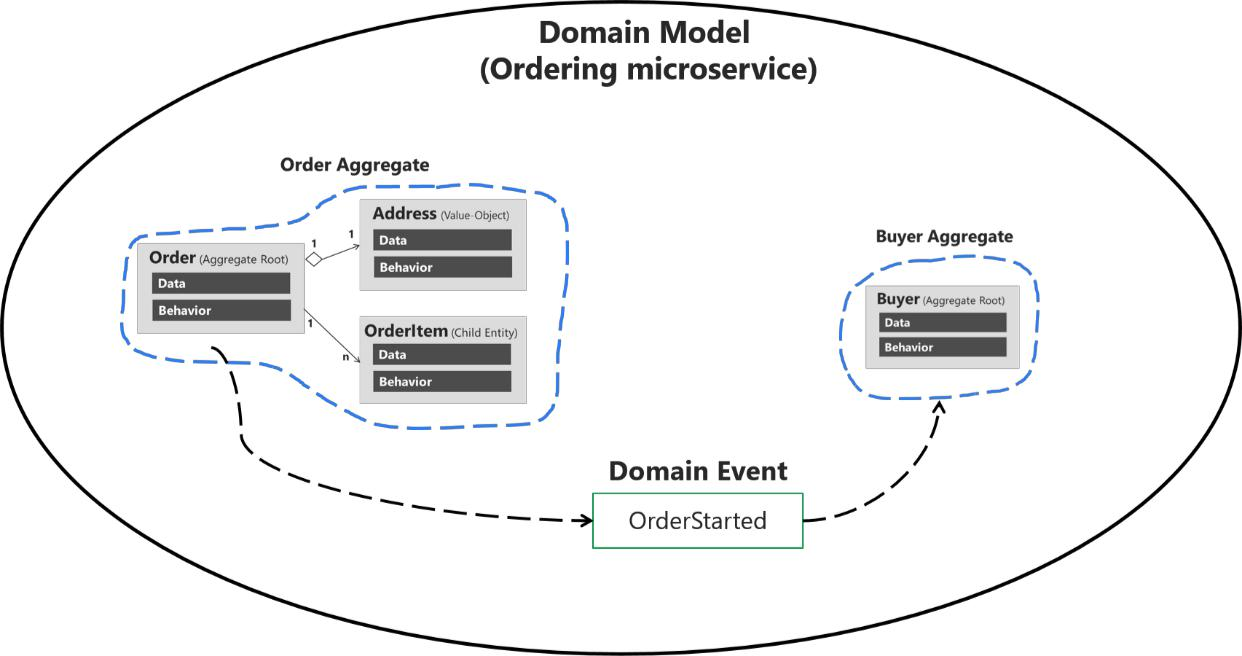 Domain Model
(Ordering microservice)
Order Aggregate
Address (Value-Object)
Data
Behavior
1
1
Order (Aggregate Root)
Data
Behavior
1
n
OrderItem (Child Entity)
Data
Behavior
Buyer Aggregate
Buyer (Aggregate Root)
Data
Behavior
Domain Event
OrderStarted